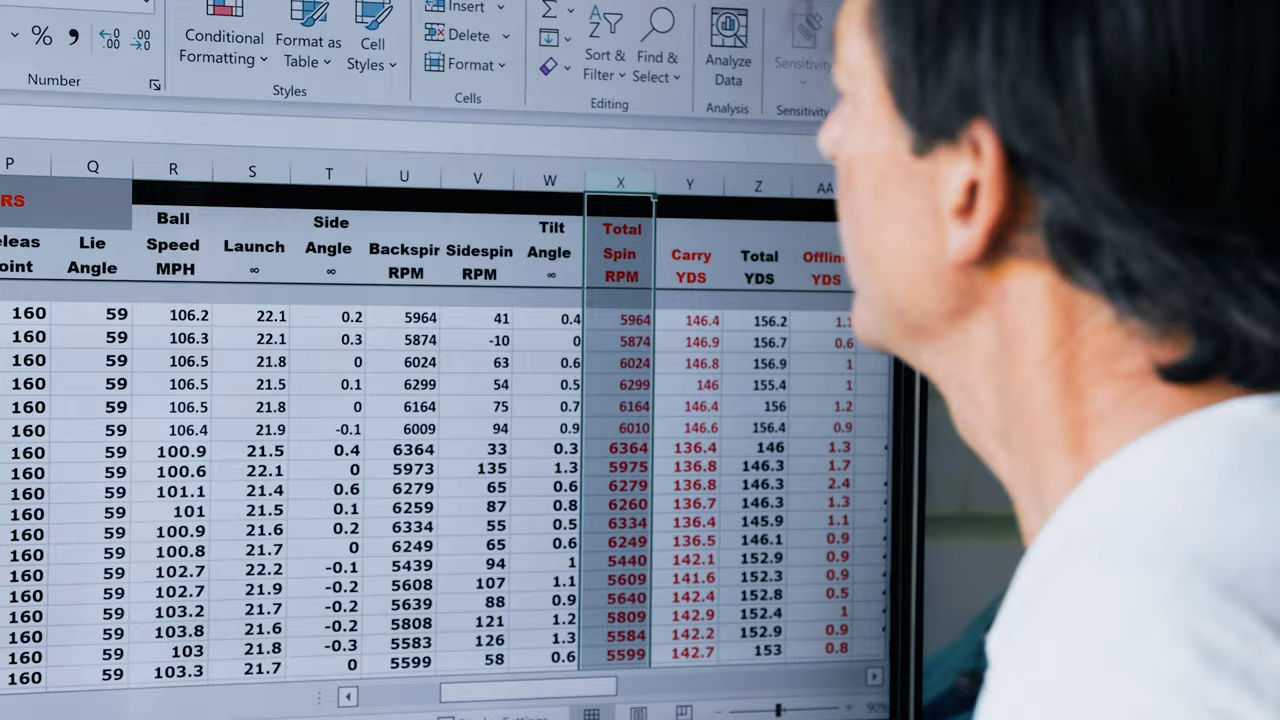 Insert
% , .00 .00 Conditional Format as Cell Delete Sort & Find & Analyze Sensitivity
Formatting Table Styles Format Filter Select Data
Number Styles Cells Editing Analysis Sensitivity
P Q R S T U V W X Y Z AA
RS Ball Side Tilt Total
eleas Lie Speed Launch Angle Backspin Sidespin Angle Spin Carry Total Offlin
oint Angle MPH ∞ ∞ RPM RPM ∞ RPM YDS YDS YDS
160 59 106.2 22.1 0.2 5964 41 0.4 5964 146.4 156.2 1.1
160 59 106.3 22.1 0.3 5874 -10 0 5874 146.9 156.7 0.6
160 59 106.5 21.8 0 6024 63 0.6 6024 146.8 156.9 1
160 59 106.5 21.5 0.1 6299 54 0.5 6299 146 155.4 1
160 59 106.5 21.8 0 6164 75 0.7 6164 146.4 156 1.2
160 59 106.4 21.9 -0.1 6009 94 0.9 6010 146.6 156.4 0.9
160 59 100.9 21.5 0.4 6364 33 0.3 6364 136.4 146 1.3
160 59 100.6 22.1 0 5973 135 1.3 5975 136.8 146.3 1.7
160 59 101.1 21.4 0.6 6279 65 0.6 6279 136.8 146.3 2.4
160 59 101 21.5 0.1 6259 87 0.8 6260 136.7 146.3 1.3
160 59 100.9 21.6 0.2 6334 55 0.5 6334 136.4 145.9 1.1
160 59 100.8 21.7 0 6249 65 0.6 6249 136.5 146.1 0.9
160 59 102.7 22.2 -0.1 5439 94 1 5440 142.1 152.9 0.9
160 59 102.7 21.9 -0.2 5608 107 1.1 5609 141.6 152.3 0.9
160 59 103.2 21.7 -0.2 5639 88 0.9 5640 142.4 152.8 0.5
160 59 103.8 21.6 -0.2 5808 121 1.2 5809 142.9 152.4 1
160 59 103 21.8 -0.3 5583 126 1.3 5584 142.2 152.9 0.9
160 59 103.3 21.7 0 5599 58 0.6 5599 142.7 153 0.8
90%